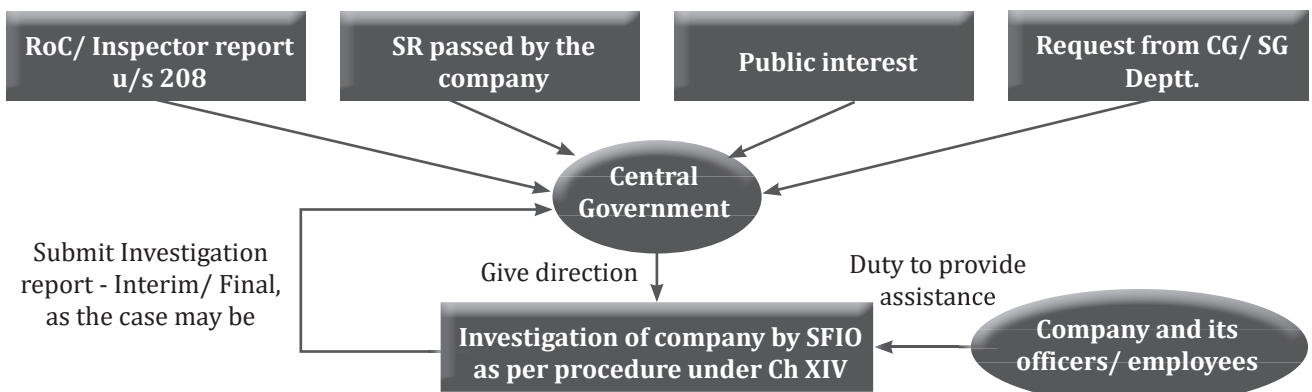 RoC/ Inspector report
u/s 208
SR passed by the
company
Public interest
Request from CG/ SG
Deptt.
Central
Government
Submit Investigation
report - Interim/ Final,
as the case may be
Give direction
Duty to provide
assistance
Investigation of company by SFIO
as per procedure under Ch XIV
Company and its
officers/ employees